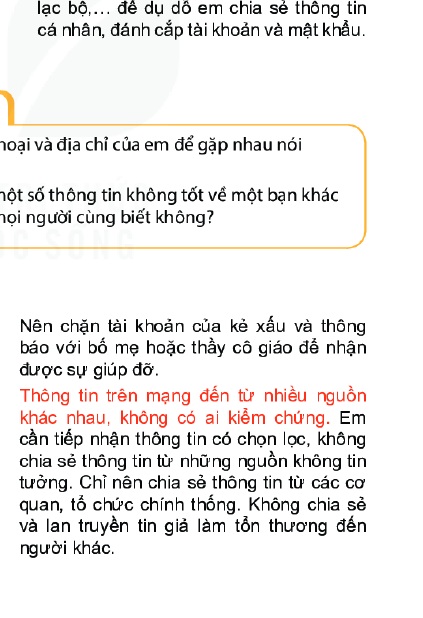 lạc bộ,... để dụ dỗ em chia sẻ thông tin
cá nhân, đánh cắp tài khoản và mật khẩu.
và địa chỉ của em để gặp nhau nói
số thông tin không tốt về một bạn khác
người cùng biết không?
SỐNG
Nên chặn tài khoản của kẻ xấu và thông
báo với bố mẹ hoặc thầy cô giáo để nhận
được sự giúp đỡ.
Thông tin trên mạng đến từ nhiều nguồn
khác nhau, không có ai kiểm chứng. Em
cần tiếp nhận thông tin có chọn lọc, không
chia sẻ thông tin từ những nguồn không tin
tưởng. Chỉ nên chia sẻ thông tin từ các cơ
quan, tổ chức chính thống. Không chia sẻ
và lan truyền tin giả làm tổn thương đến
người khác.